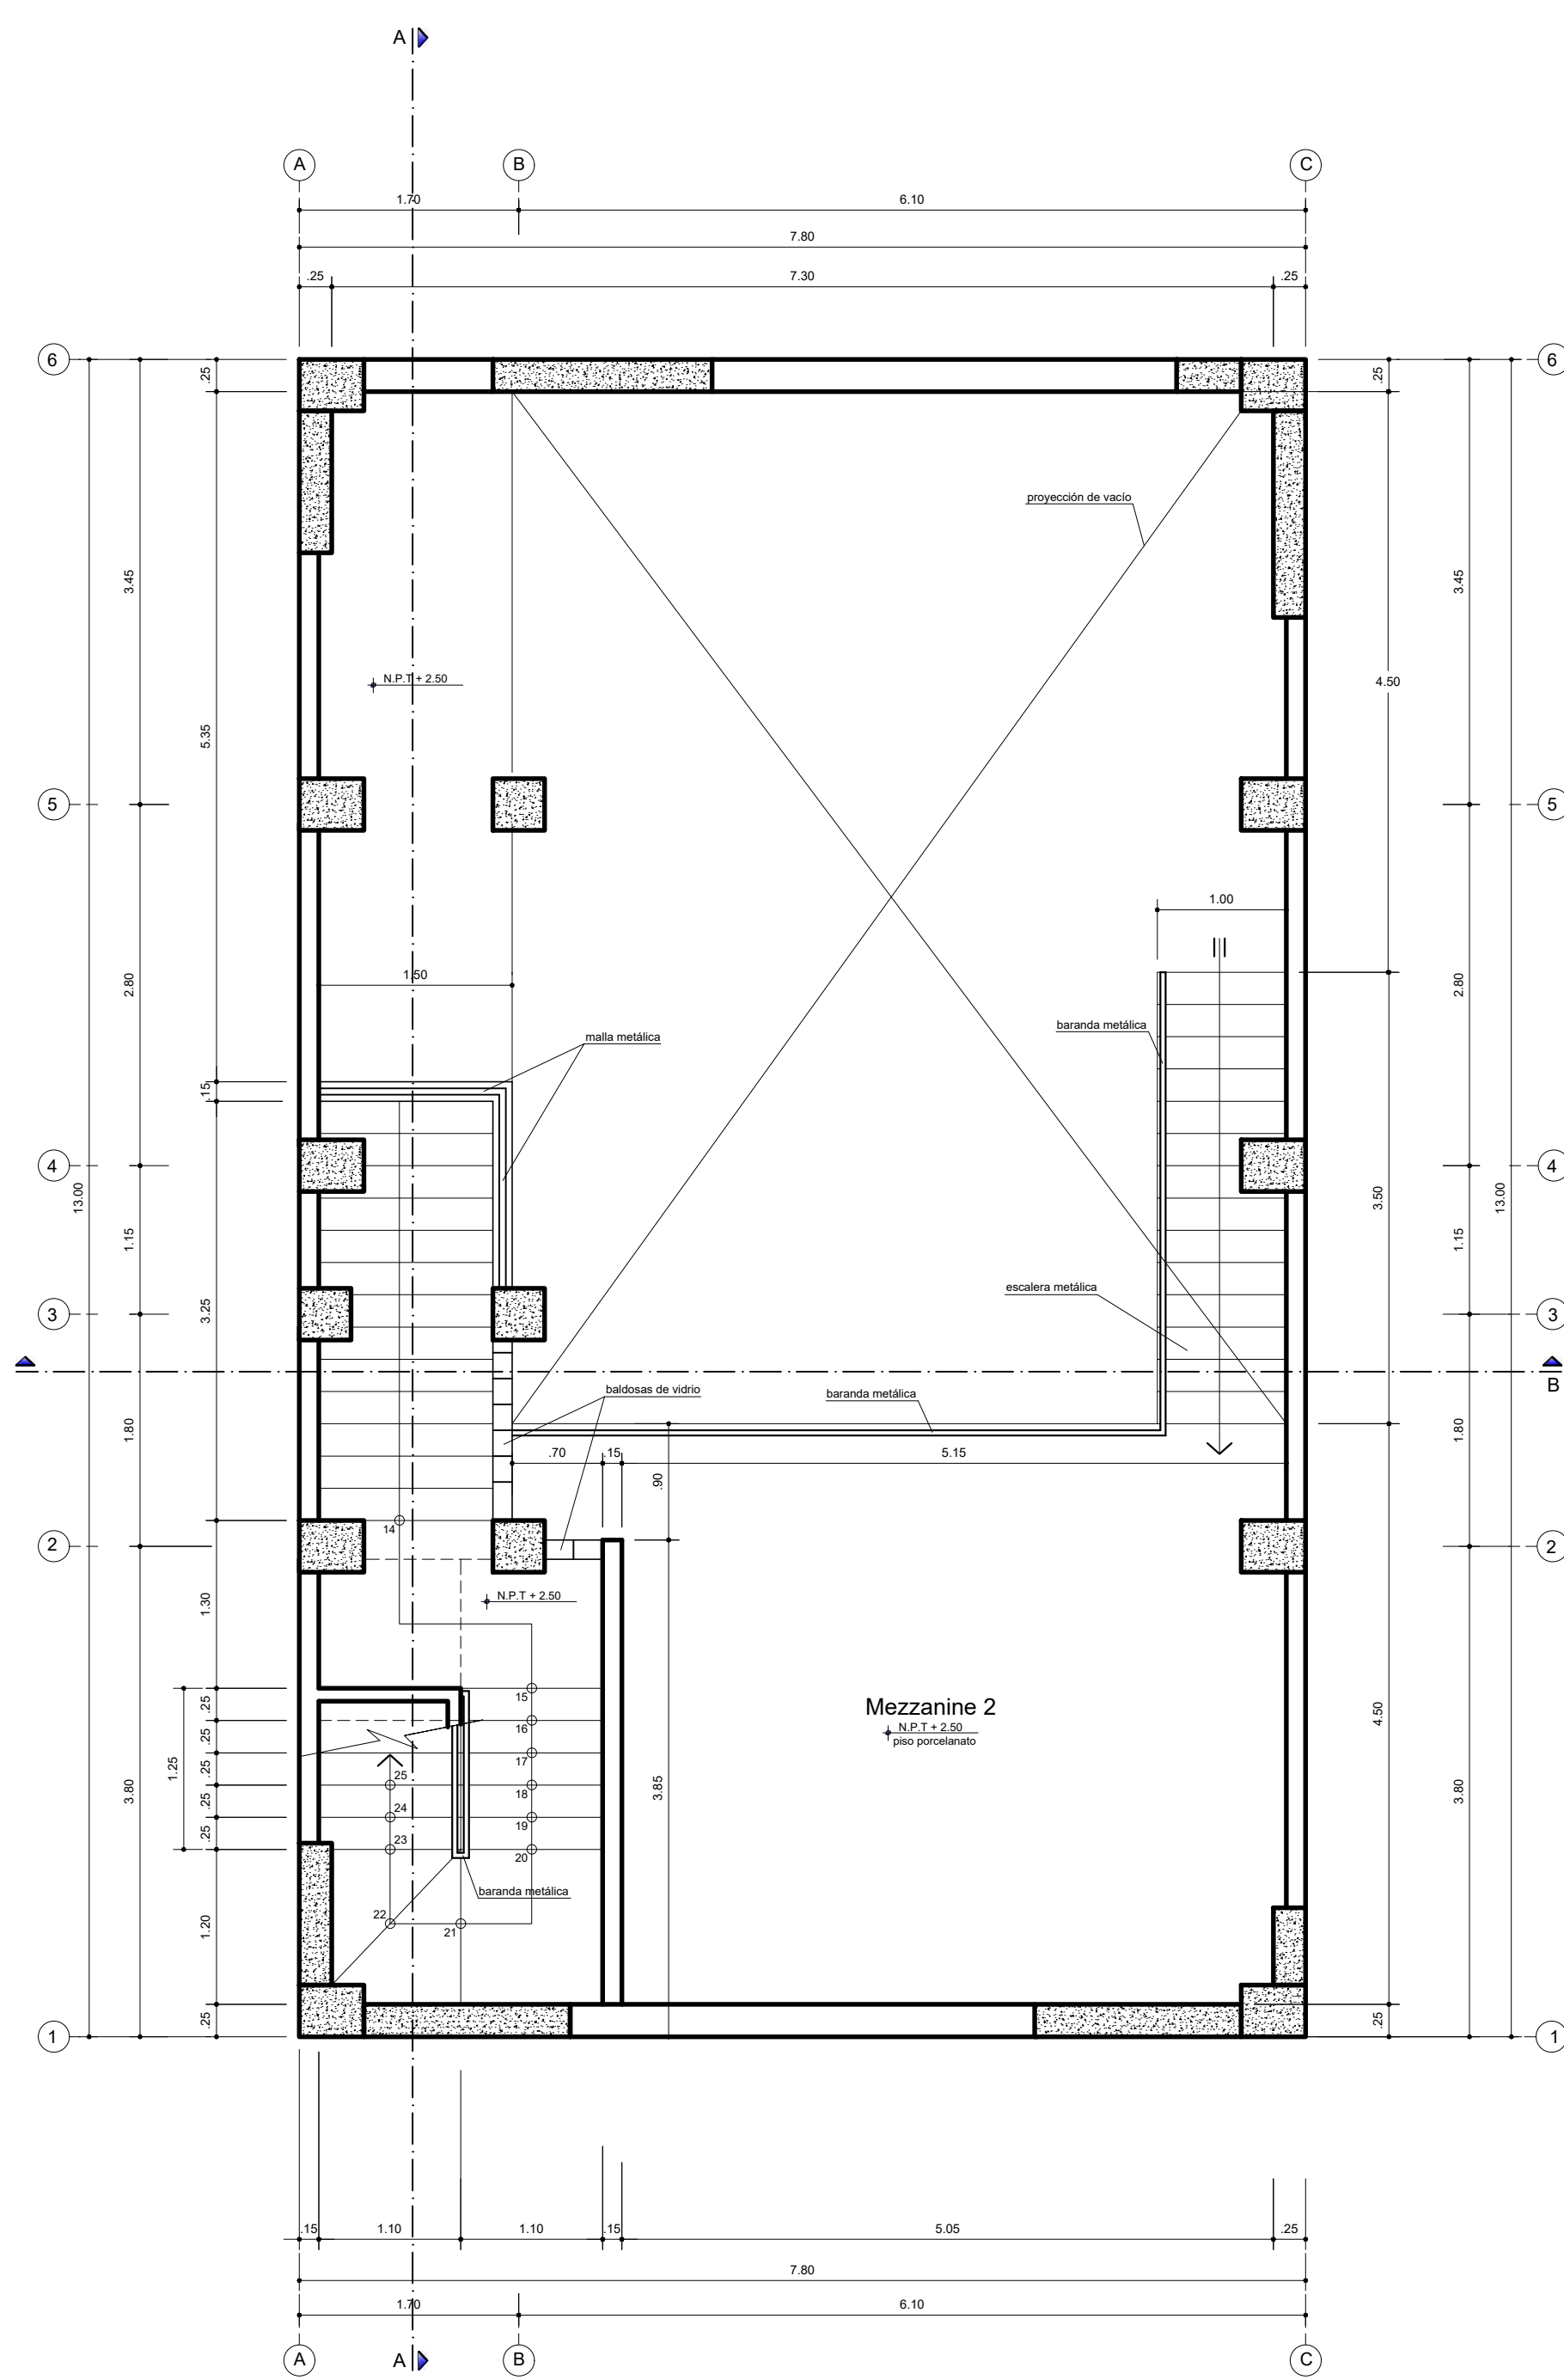 A
A B C
1.70 6.10
7.80
.25 7.30 .25
6 6
.25 .25
proyección de vacío
3.45 3.45
N.P.T + 2.50
4.50
5.35
5 5
1.00
1.50
2.80 2.80
baranda metálica
malla metálica
.15
4 4
13.00 3.50 13.00
1.15 1.15
escalera metálica
3.25
3 3
B
baldosas de vidrio
baranda metálica
1.80 1.80
.70 .15 5.15
.90
14
2 2
N.P.T + 2.50
1.30
15
.25
Mezzanine 2
N.P.T + 2.50
piso porcelanato
16
.25
4.50
17
1.25
.25
25
18
3.80 3.85 3.80
.25
24
19
.25
23
20
baranda metálica
22
21
1.20
.25 .25
1 1
.15 1.10 1.10 .15 5.05 .25
7.80
1.70 6.10
A A B C